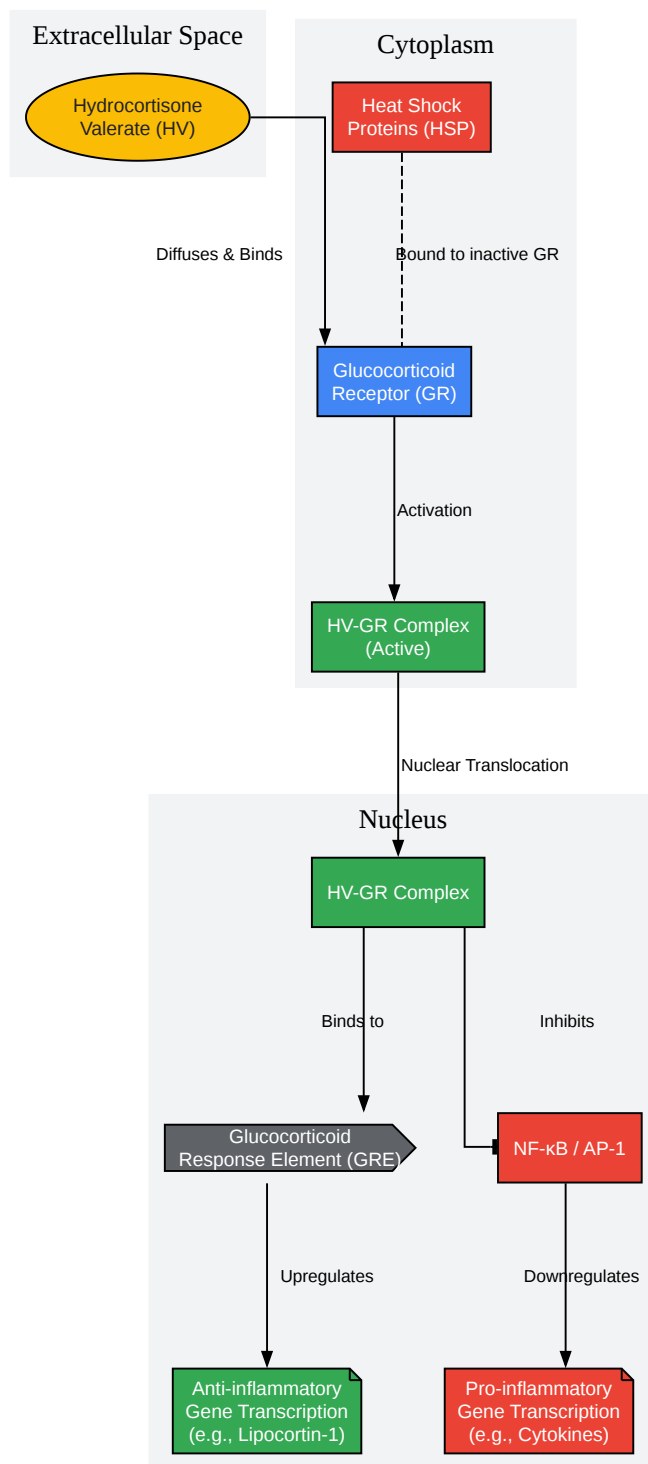 Extracellular Space
Cytoplasm
Hydrocortisone
Valerate (HV)
Heat Shock
Proteins (HSP)
Diffuses & Binds
Bound to inactive GR
Glucocorticoid
Receptor (GR)
Activation
HV-GR Complex
(Active)
Nuclear Translocation
Nucleus
HV-GR Complex
Binds to
Inhibits
Glucocorticoid
Response Element (GRE)
NF-κB / AP-1
Upregulates
Downregulates
Anti-inflammatory
Gene Transcription
(e.g., Lipocortin-1)
Pro-inflammatory
Gene Transcription
(e.g., Cytokines)